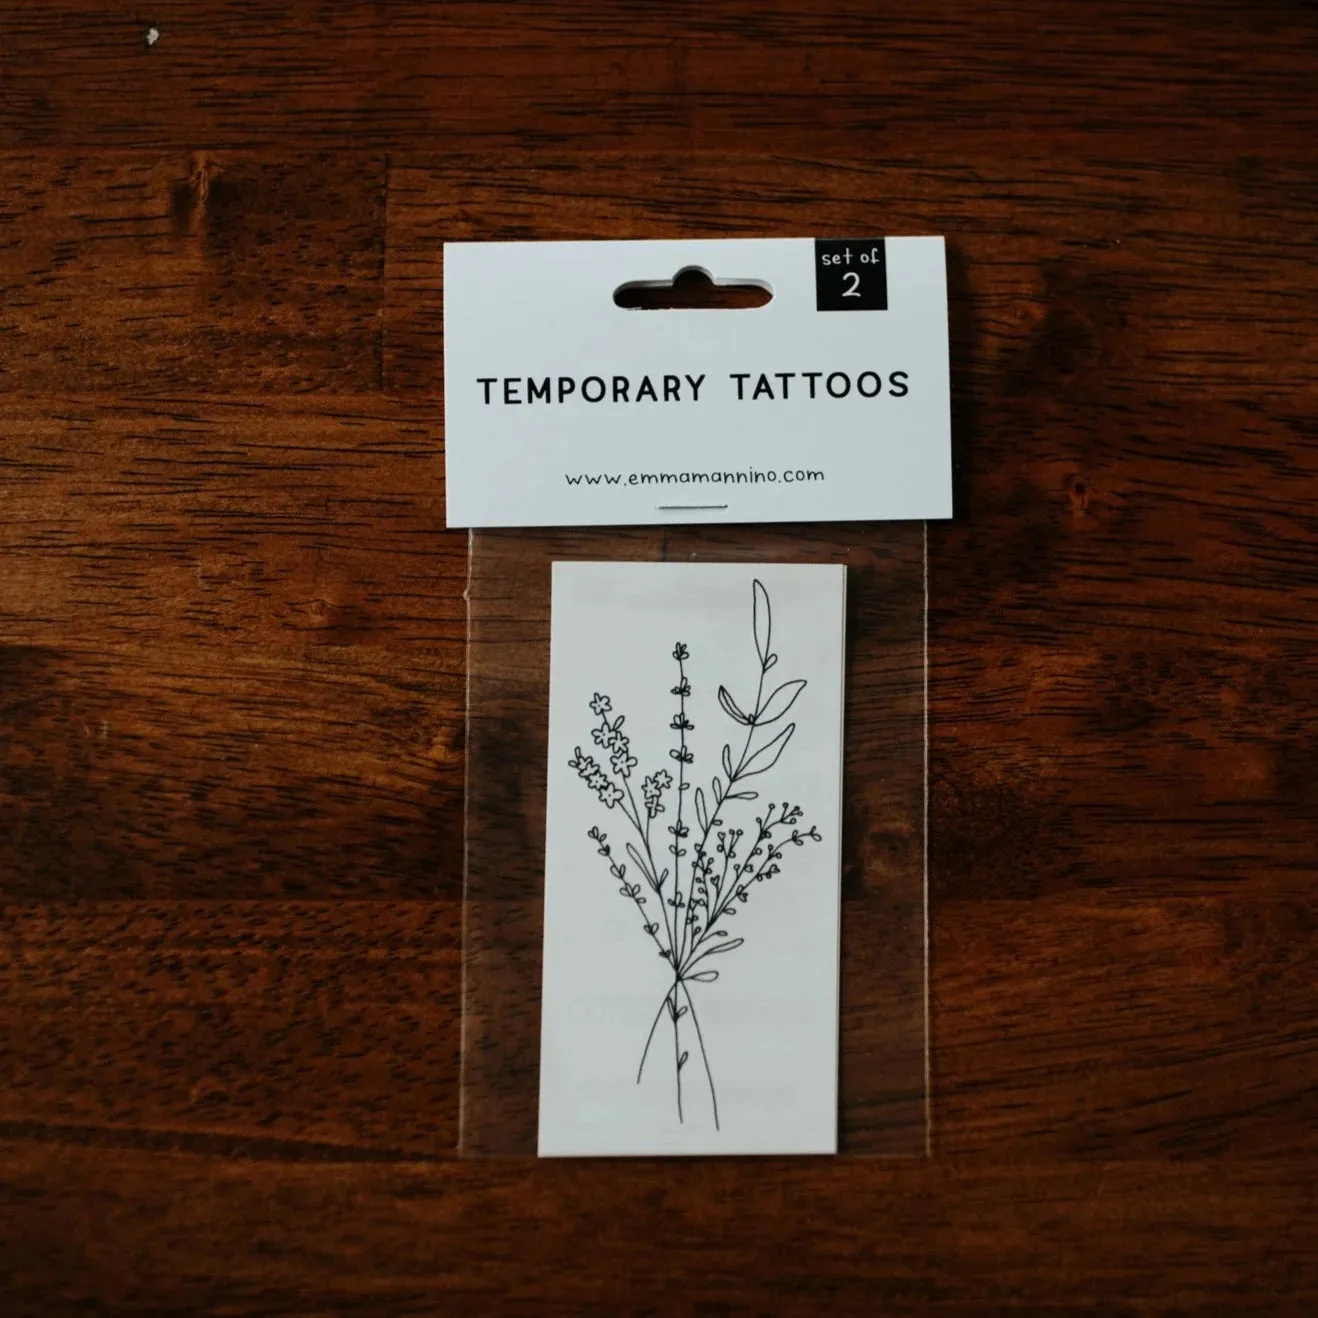 set of
2
TEMPORARY TATTOOS
www.emmamannino.com